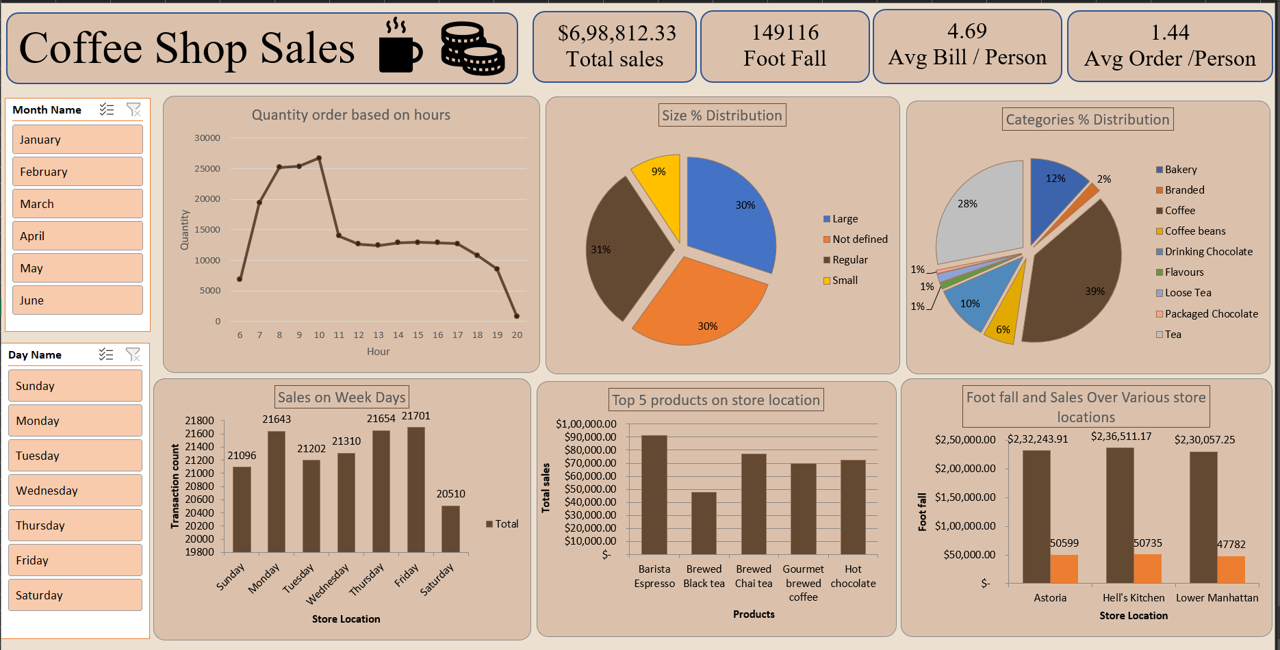 Coffee Shop Sales
$6,98,812.33
Total sales
149116
Foot Fall
4.69
Avg Bill / Person
1.44
Avg Order /Person
Month Name
January
February
March
April
May
June
Day Name
Sunday
Monday
Tuesday
Wednesday
Thursday
Friday
Saturday
Quantity order based on hours
30000
25000
20000
15000
10000
5000
0
Quantity
6 7 8 9 10 11 12 13 14 15 16 17 18 19 20
Hour
Size % Distribution
9%
30%
31%
30%
Large
Not defined
Regular
Small
Categories % Distribution
12%
2%
28%
39%
1%
1%
1%
10%
6%
Bakery
Branded
Coffee
Coffee beans
Drinking Chocolate
Flavours
Loose Tea
Packaged Chocolate
Tea
Sales on Week Days
21800
21600
21400
21200
21000
20800
20600
20400
20200
20000
19800
Transaction count
21096
21643
21202
21310
21654
21701
20510
Total
Sunday
Monday
Tuesday
Wednesday
Thursday
Friday
Saturday
Store Location
Top 5 products on store location
$1,00,000.00
$90,000.00
$80,000.00
$70,000.00
$60,000.00
$50,000.00
$40,000.00
$30,000.00
$20,000.00
$10,000.00
$-
Total sales
Barista Espresso
Brewed Black tea
Brewed Chai tea
Gourmet brewed coffee
Hot chocolate
Products
Foot fall and Sales Over Various store
locations
$2,50,000.00
$2,00,000.00
$1,50,000.00
$1,00,000.00
$50,000.00
$-
Foot fall
$2,32,243.91
$2,36,511.17
$2,30,057.25
50599
50735
47782
Astoria
Hell's Kitchen
Lower Manhattan
Store Location